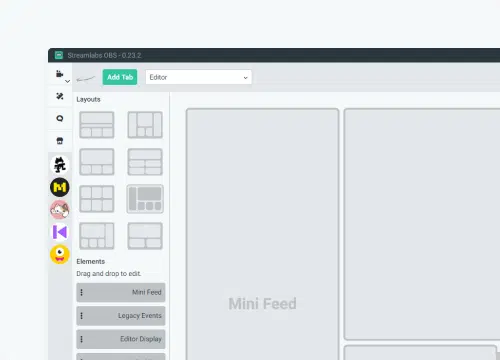 Streamlabs OBS - 0.23.2
Add Tab
Editor
Layouts
Elements
Drag and drop to edit.
Mini Feed
Legacy Events
Editor Display
Mini Feed